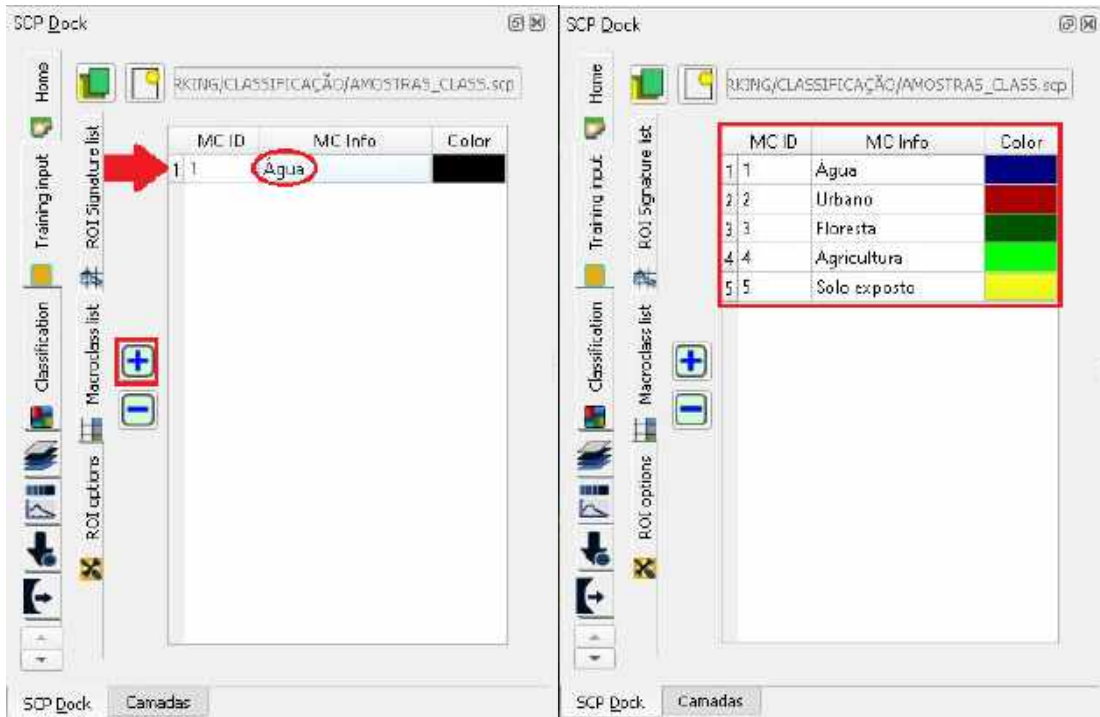 SCP Dock
RKING/CLASSIFICAÇÃO/AMOSTRAS_CLASS.scp
Home
Training input
Classification
ROI Signature list
Macroclass list
ROI options
MC ID MC Info Color
1 1 Água
SCP Dock Camadas
SCP Dock
RKING/CLASSIFICAÇÃO/AMOSTRAS_CLASS.scp
Home
Training input
Classification
ROI Signature list
Macroclass list
ROI options
MC ID MC Info Color
1 1 Água
2 2 Urbano
3 3 Floresta
4 4 Agricultura
5 5 Solo exposto
SCP Dock Camadas